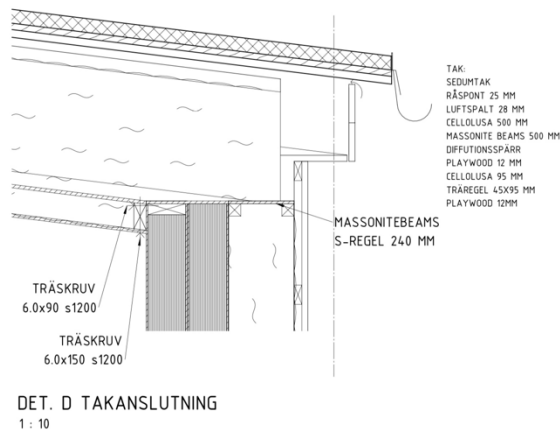 TAK:
SEDUMTAK
RÅSPONT 25 MM
LUFTSPALT 28 MM
CELLOLUSA 500 MM
MASSONITE BEAMS 500 MM
DIFFUTIONSSPÄRR
PLAYWOOD 12 MM
CELLOLUSA 95 MM
TRÄREGEL 45X95 MM
PLAYWOOD 12MM
MASSONITEBEAMS
S-REGEL 240 MM
TRÄSKRUV
6.0x90 s1200
TRÄSKRUV
6.0x150 s1200
DET. D TAKANSLUTNING
1 : 10